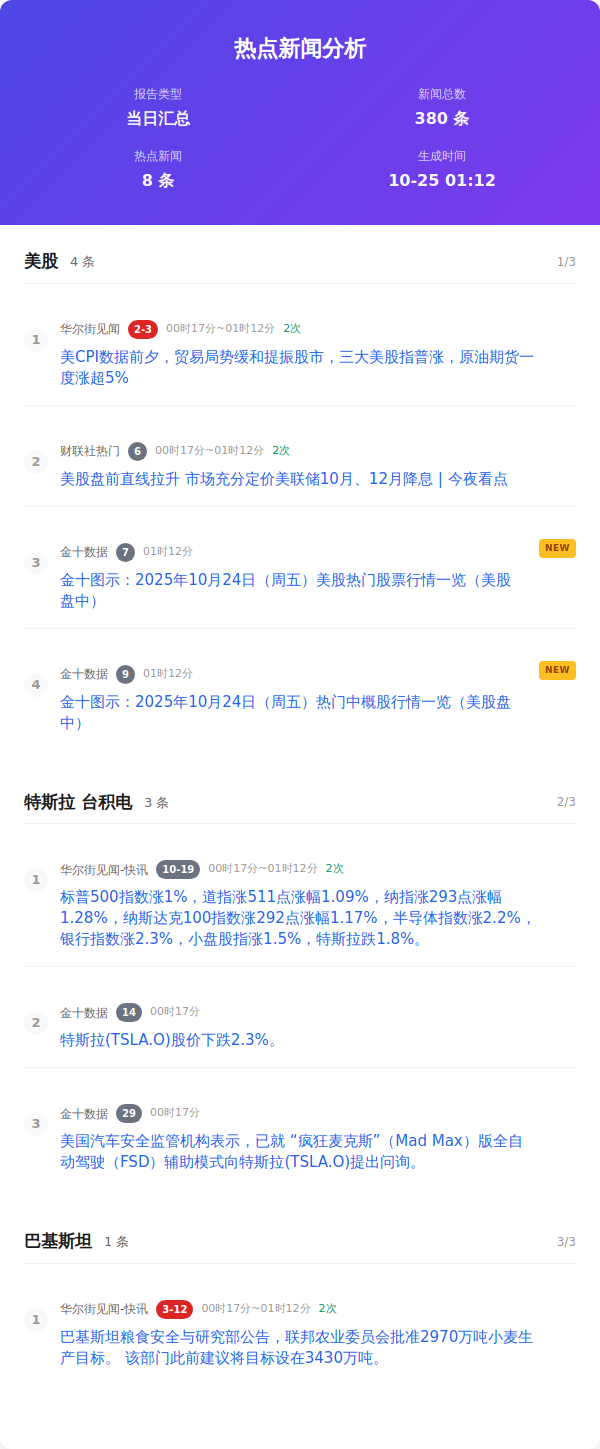 热点新闻分析
报告类型
当日汇总
新闻总数
380 条
热点新闻
8 条
生成时间
10-25 01:12
美股 4 条 1/3
1
华尔街见闻 2-3 00时17分~01时12分 2次
美CPI数据前夕，贸易局势缓和提振股市，三大美股指普涨，原油期货一
度涨超5%
2
财联社热门 6 00时17分~01时12分 2次
美股盘前直线拉升 市场充分定价美联储10月、12月降息 | 今夜看点
3
金十数据 7 01时12分 NEW
金十图示：2025年10月24日（周五）美股热门股票行情一览（美股
盘中）
4
金十数据 9 01时12分 NEW
金十图示：2025年10月24日（周五）热门中概股行情一览（美股盘
中）
特斯拉 台积电 3 条 2/3
1
华尔街见闻-快讯 10-19 00时17分~01时12分 2次
标普500指数涨1%，道指涨511点涨幅1.09%，纳指涨293点涨幅
1.28%，纳斯达克100指数涨292点涨幅1.17%，半导体指数涨2.2%，
银行指数涨2.3%，小盘股指涨1.5%，特斯拉跌1.8%。
2
金十数据 14 00时17分
特斯拉(TSLA.O)股价下跌2.3%。
3
金十数据 29 00时17分
美国汽车安全监管机构表示，已就 “疯狂麦克斯”（Mad Max）版全自
动驾驶（FSD）辅助模式向特斯拉(TSLA.O)提出问询。
巴基斯坦 1 条 3/3
1
华尔街见闻-快讯 3-12 00时17分~01时12分 2次
巴基斯坦粮食安全与研究部公告，联邦农业委员会批准2970万吨小麦生
产目标。 该部门此前建议将目标设在3430万吨。